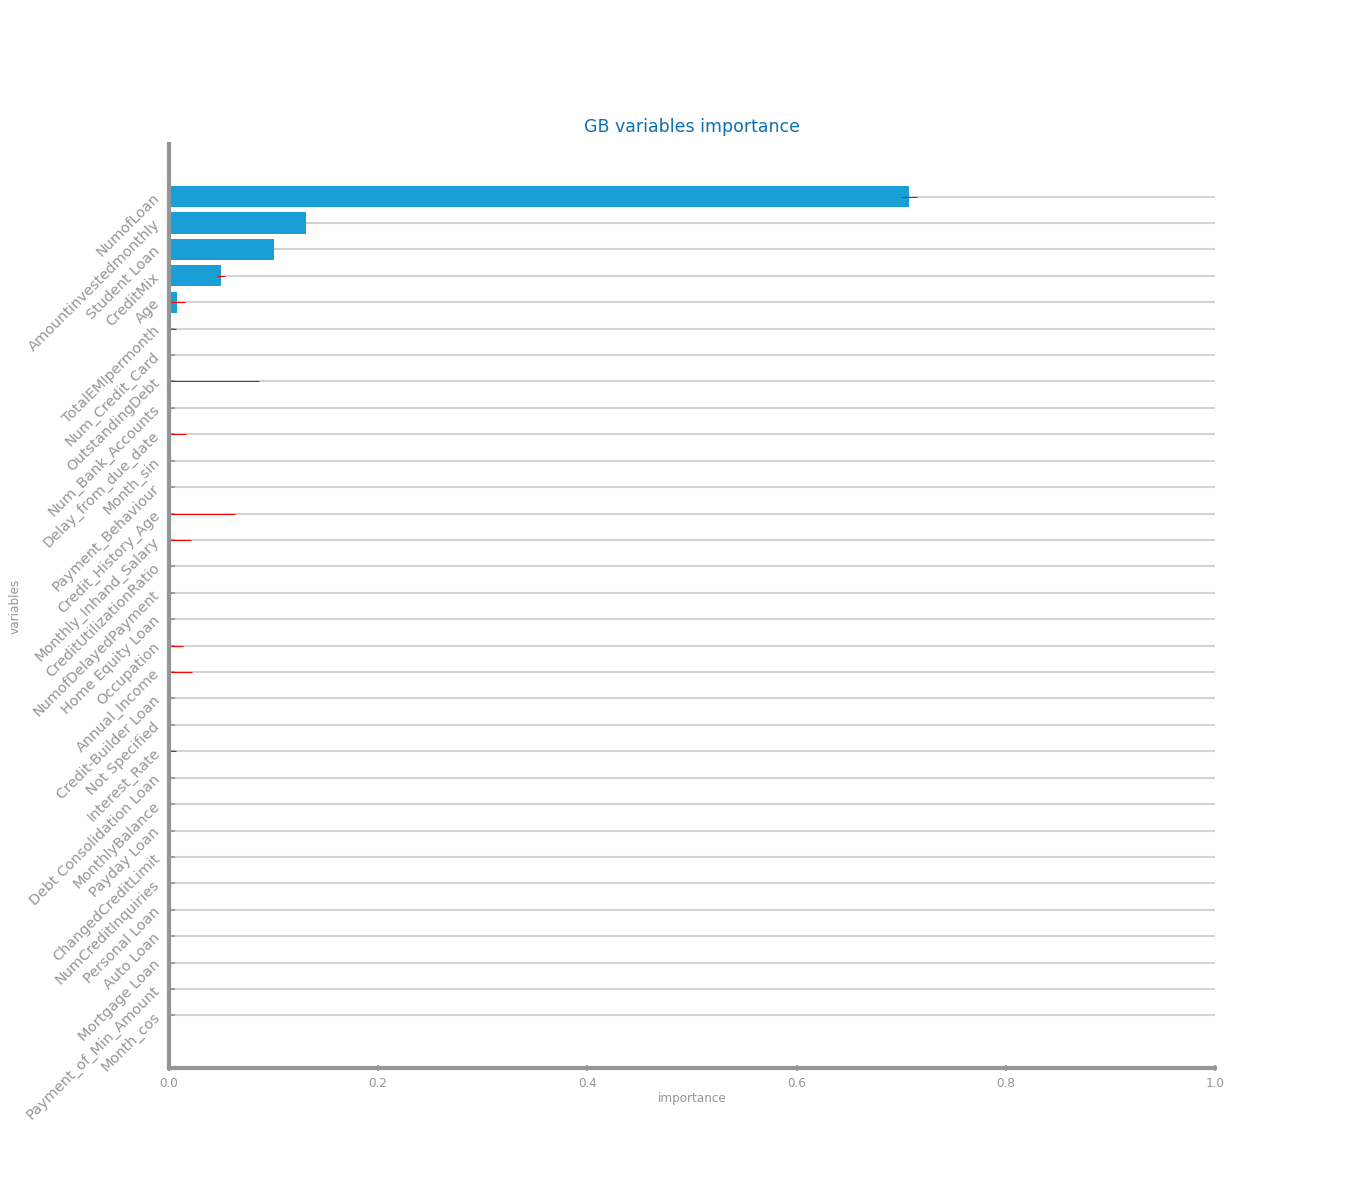 GB variables importance
NumofLoan
Amountinvestedmonthly
Student Loan
CreditMix
Age
TotalEMIpermonth
Num_Credit_Card
OutstandingDebt
Num_Bank_Accounts
Delay_from_due_date
Month_sin
Payment_Behaviour
Credit_History_Age
Monthly_Inhand_Salary
CreditUtilizationRatio
NumofDelayedPayment
Home Equity Loan
Occupation
Annual_Income
Credit-Builder Loan
Not Specified
Interest_Rate
Debt Consolidation Loan
MonthlyBalance
Payday Loan
ChangedCreditLimit
NumCreditInquiries
Personal Loan
Auto Loan
Mortgage Loan
Payment_of_Min_Amount
Month_cos
variables
0.0 0.2 0.4 0.6 0.8 1.0
importance